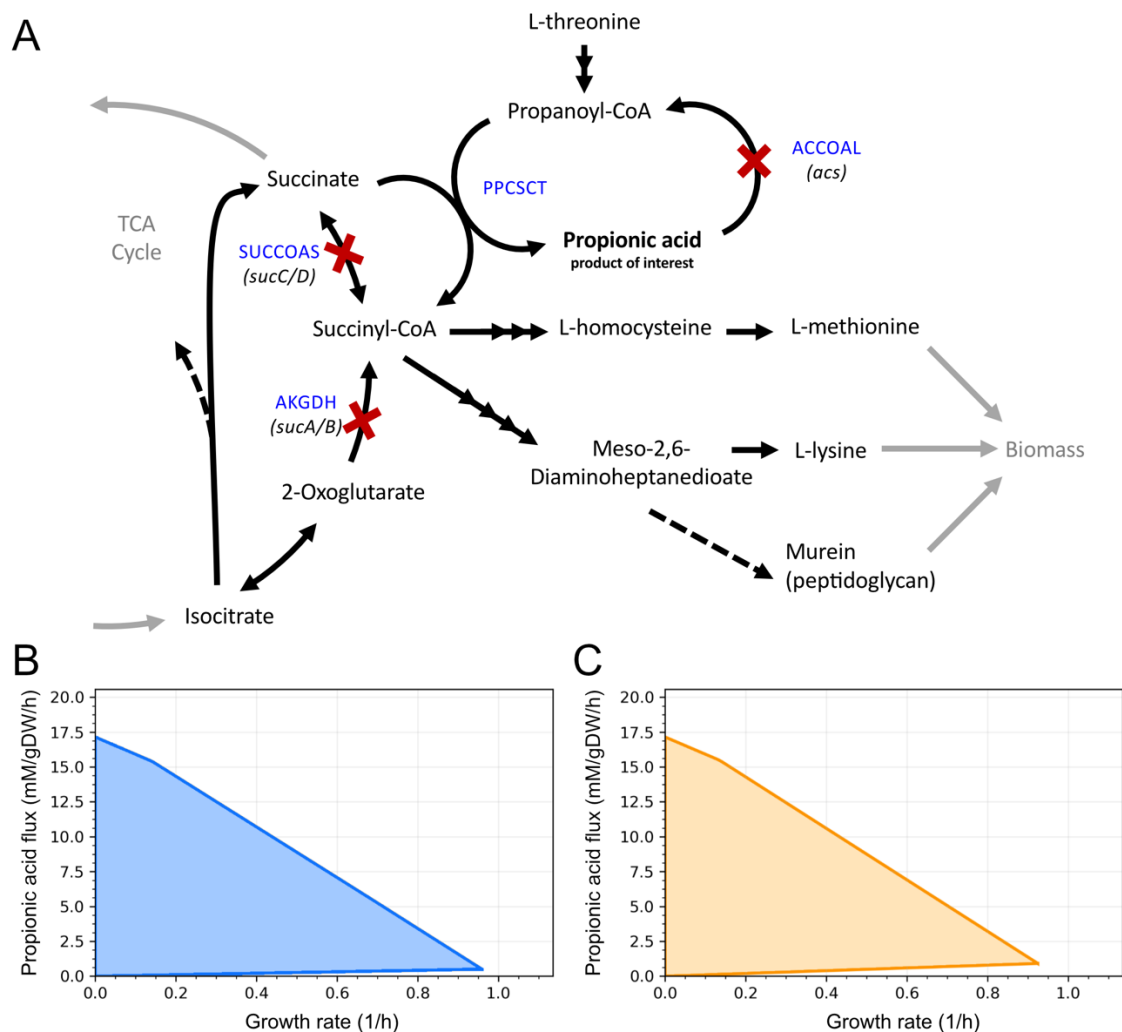 A
L-threonine
Propanoyl-CoA
ACCOAL
(acs)
Succinate
PPCSCT
TCA
Cycle
SUCCOAS
(sucC/D)
Propionic acid
product of interest
Succinyl-CoA
L-homocysteine
L-methionine
AKGDH
(sucA/B)
Meso-2,6-
Diaminoheptanedioate
L-lysine
Biomass
2-Oxoglutarate
Murein
(peptidoglycan)
Isocitrate
B
Propionic acid flux (mM/gDW/h)
20.0
17.5
15.0
12.5
10.0
7.5
5.0
2.5
0.0
0.0 0.2 0.4 0.6 0.8 1.0
Growth rate (1/h)
C
Propionic acid flux (mM/gDW/h)
20.0
17.5
15.0
12.5
10.0
7.5
5.0
2.5
0.0
0.0 0.2 0.4 0.6 0.8 1.0
Growth rate (1/h)